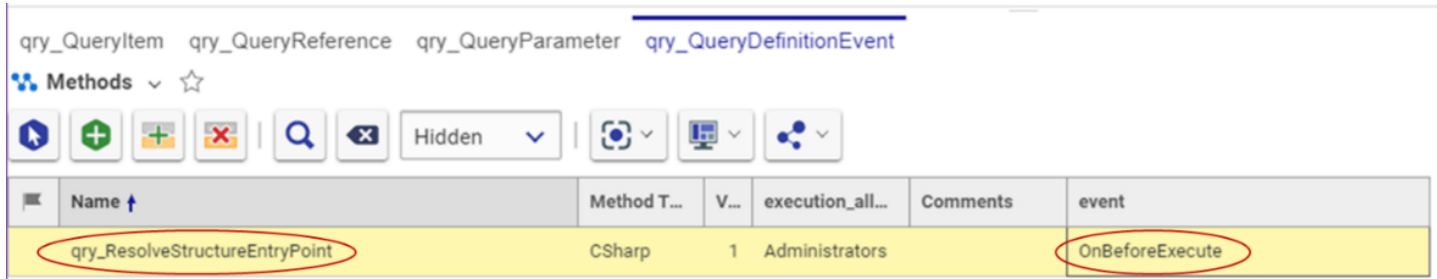 qry_QueryItem qry_QueryReference qry_QueryParameter qry_QueryDefinitionEvent
Methods
Hidden
Name Method T... V... execution_all... Comments event
qry_ResolveStructureEntryPoint CSharp 1 Administrators OnBeforeExecute